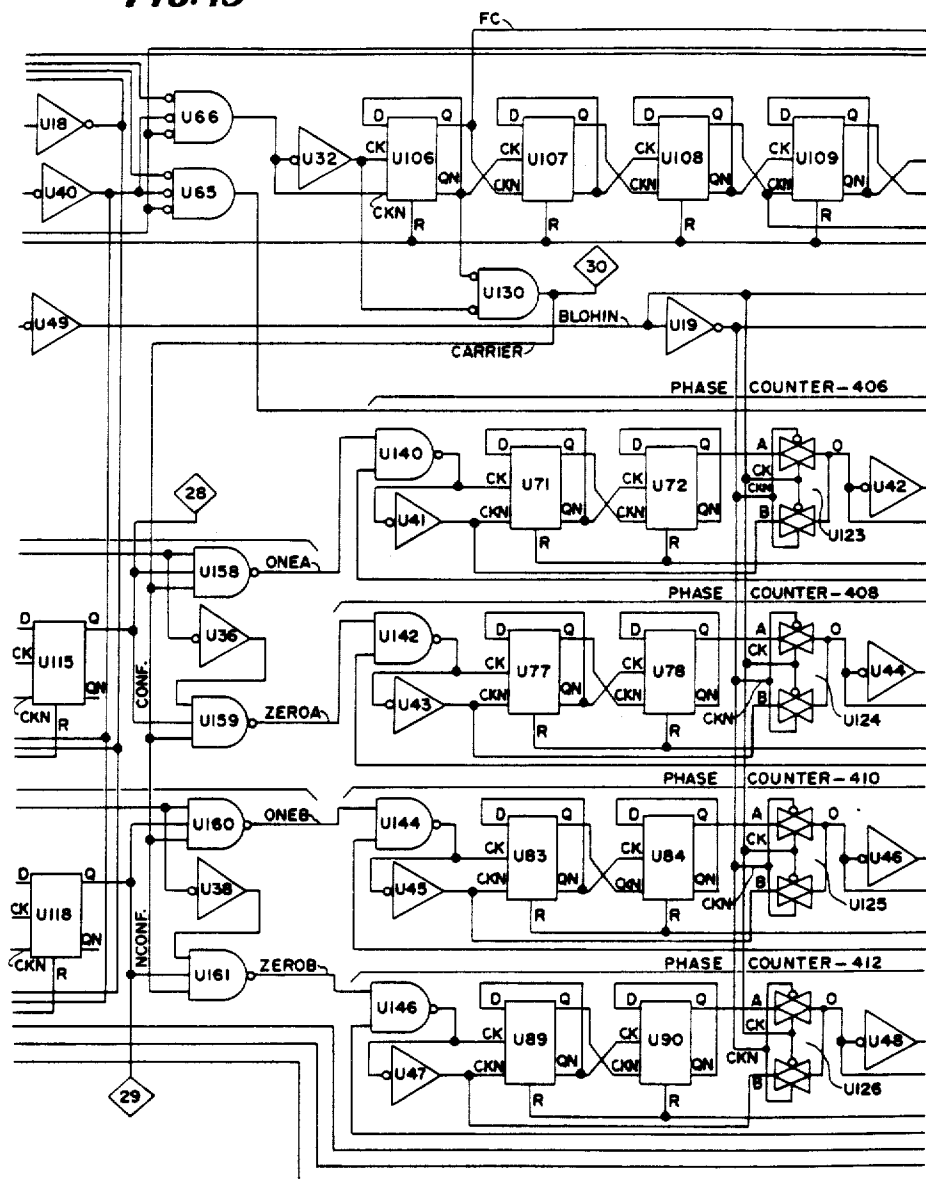 FC
U18
U66
D Q
U32
CK
U106
QN
CKN
R
D Q
CK
U107
CKN
R
D Q
CK
U108
CKN
R
D Q
CK
U109
CKN
R
U40
U65
30
U130
U49
BLOHIN
U19
CARRIER
PHASE COUNTER-406
U140
D Q
CK
U71
CKN
QN
R
D Q
U72
CKN
QN
A
O
CK
CKN
B
U123
U42
U41
28
ONEA
U158
PHASE COUNTER-408
D Q
CK
U115
QN
CKN
R
CONF.
U36
U142
D Q
CK
U77
CKN
QN
R
D Q
U78
CKN
QN
A
O
CK
CKN
B
U124
U44
U43
U159
ZEROA
PHASE COUNTER-410
U160
ONEB
U144
D Q
CK
U83
CKN
QN
R
D Q
CK
U84
QKN
QN
R
A
O
CK
CKN
B
U125
U46
U45
D Q
CK
U118
QN
CKN
R
NCONF.
U38
PHASE COUNTER-412
U161
ZEROB
U146
D Q
CK
U89
CKN
QN
R
D Q
CK
U90
CKN
QN
R
A
O
CK
CKN
B
U126
U48
U47
29